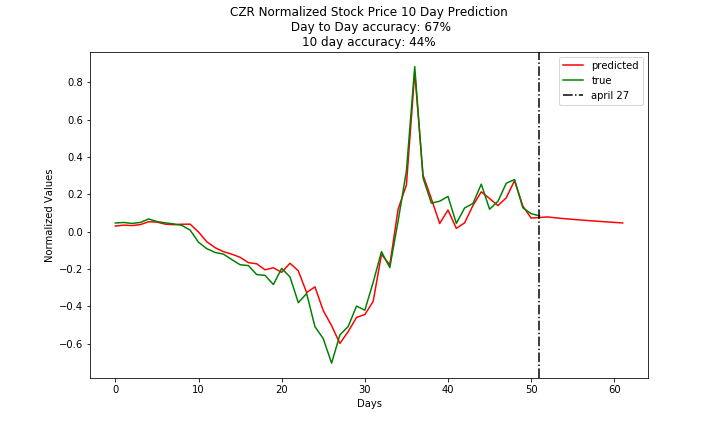 CZR Normalized Stock Price 10 Day Prediction
Day to Day accuracy: 67%
10 day accuracy: 44%
predicted
true
april 27
0.8
0.6
0.4
0.2
0.0
−0.2
−0.4
−0.6
Normalized Values
0 10 20 30 40 50 60
Days